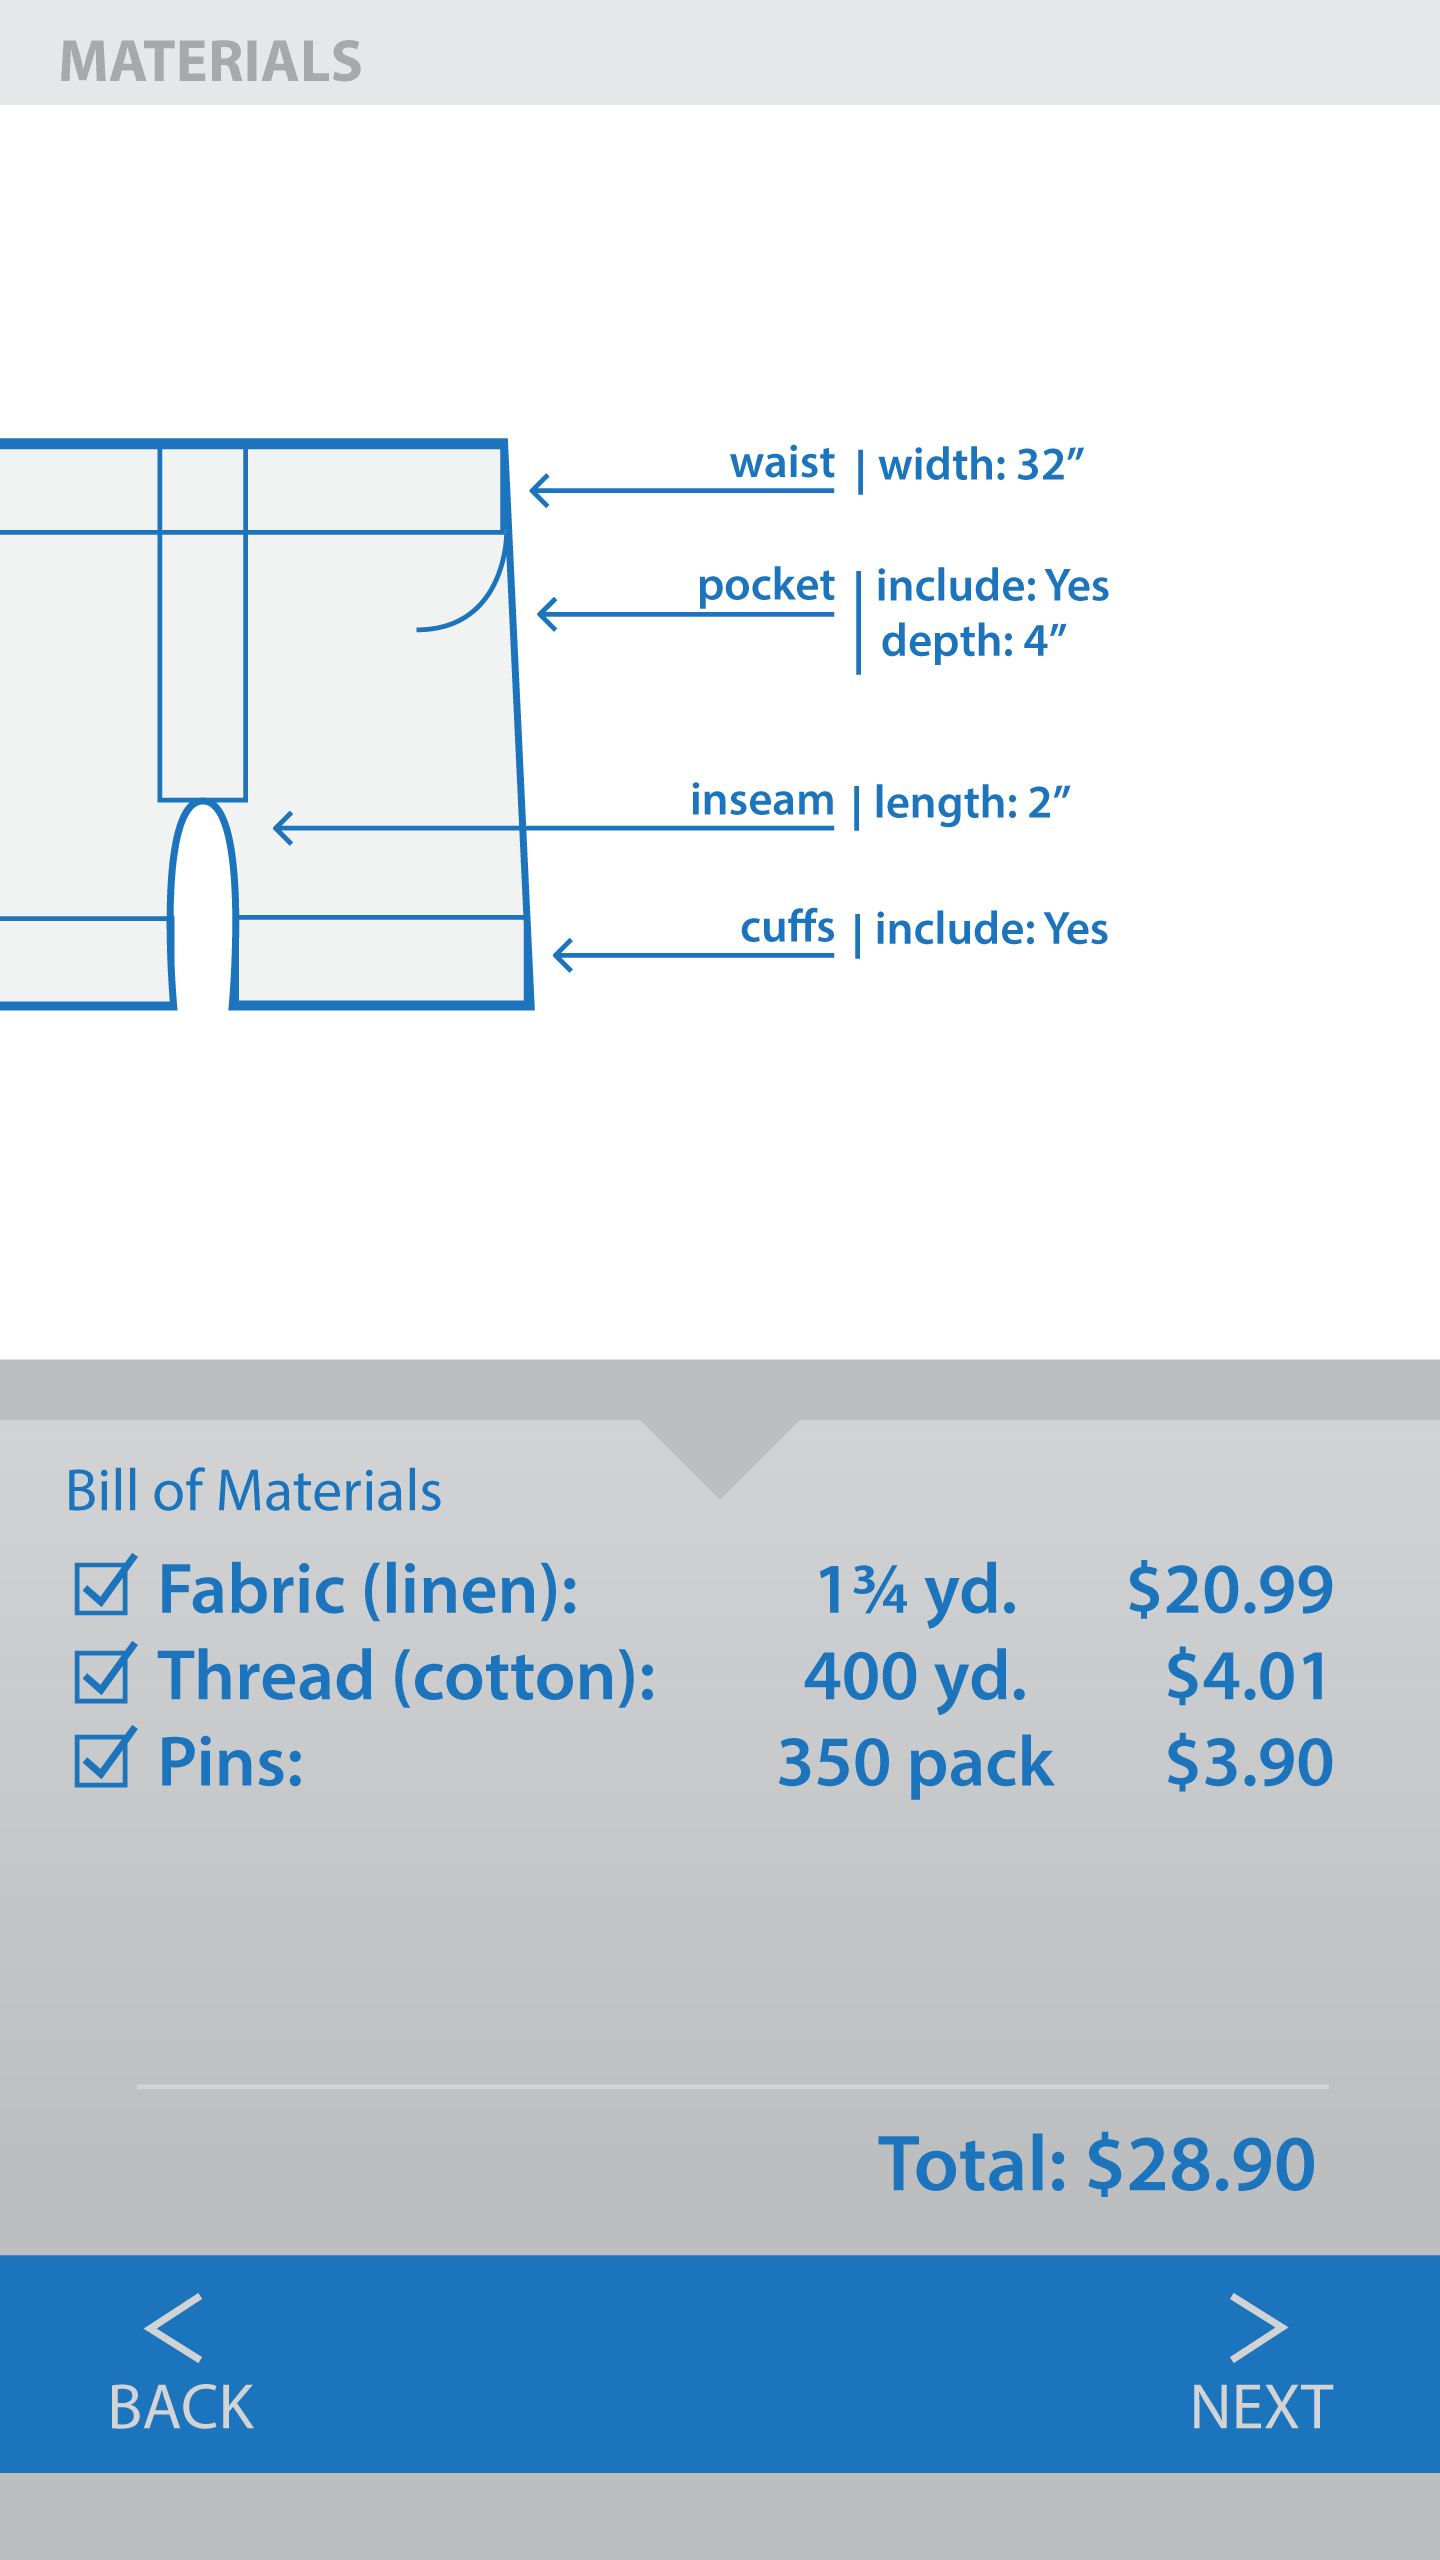 MATERIALS
waist | width: 32”
pocket | include: Yes
depth: 4”
inseam | length: 2”
cuffs | include: Yes
Bill of Materials
Fabric (linen): 1¾ yd. $20.99
Thread (cotton): 400 yd. $4.01
Pins: 350 pack $3.90
Total: $28.90
BACK NEXT